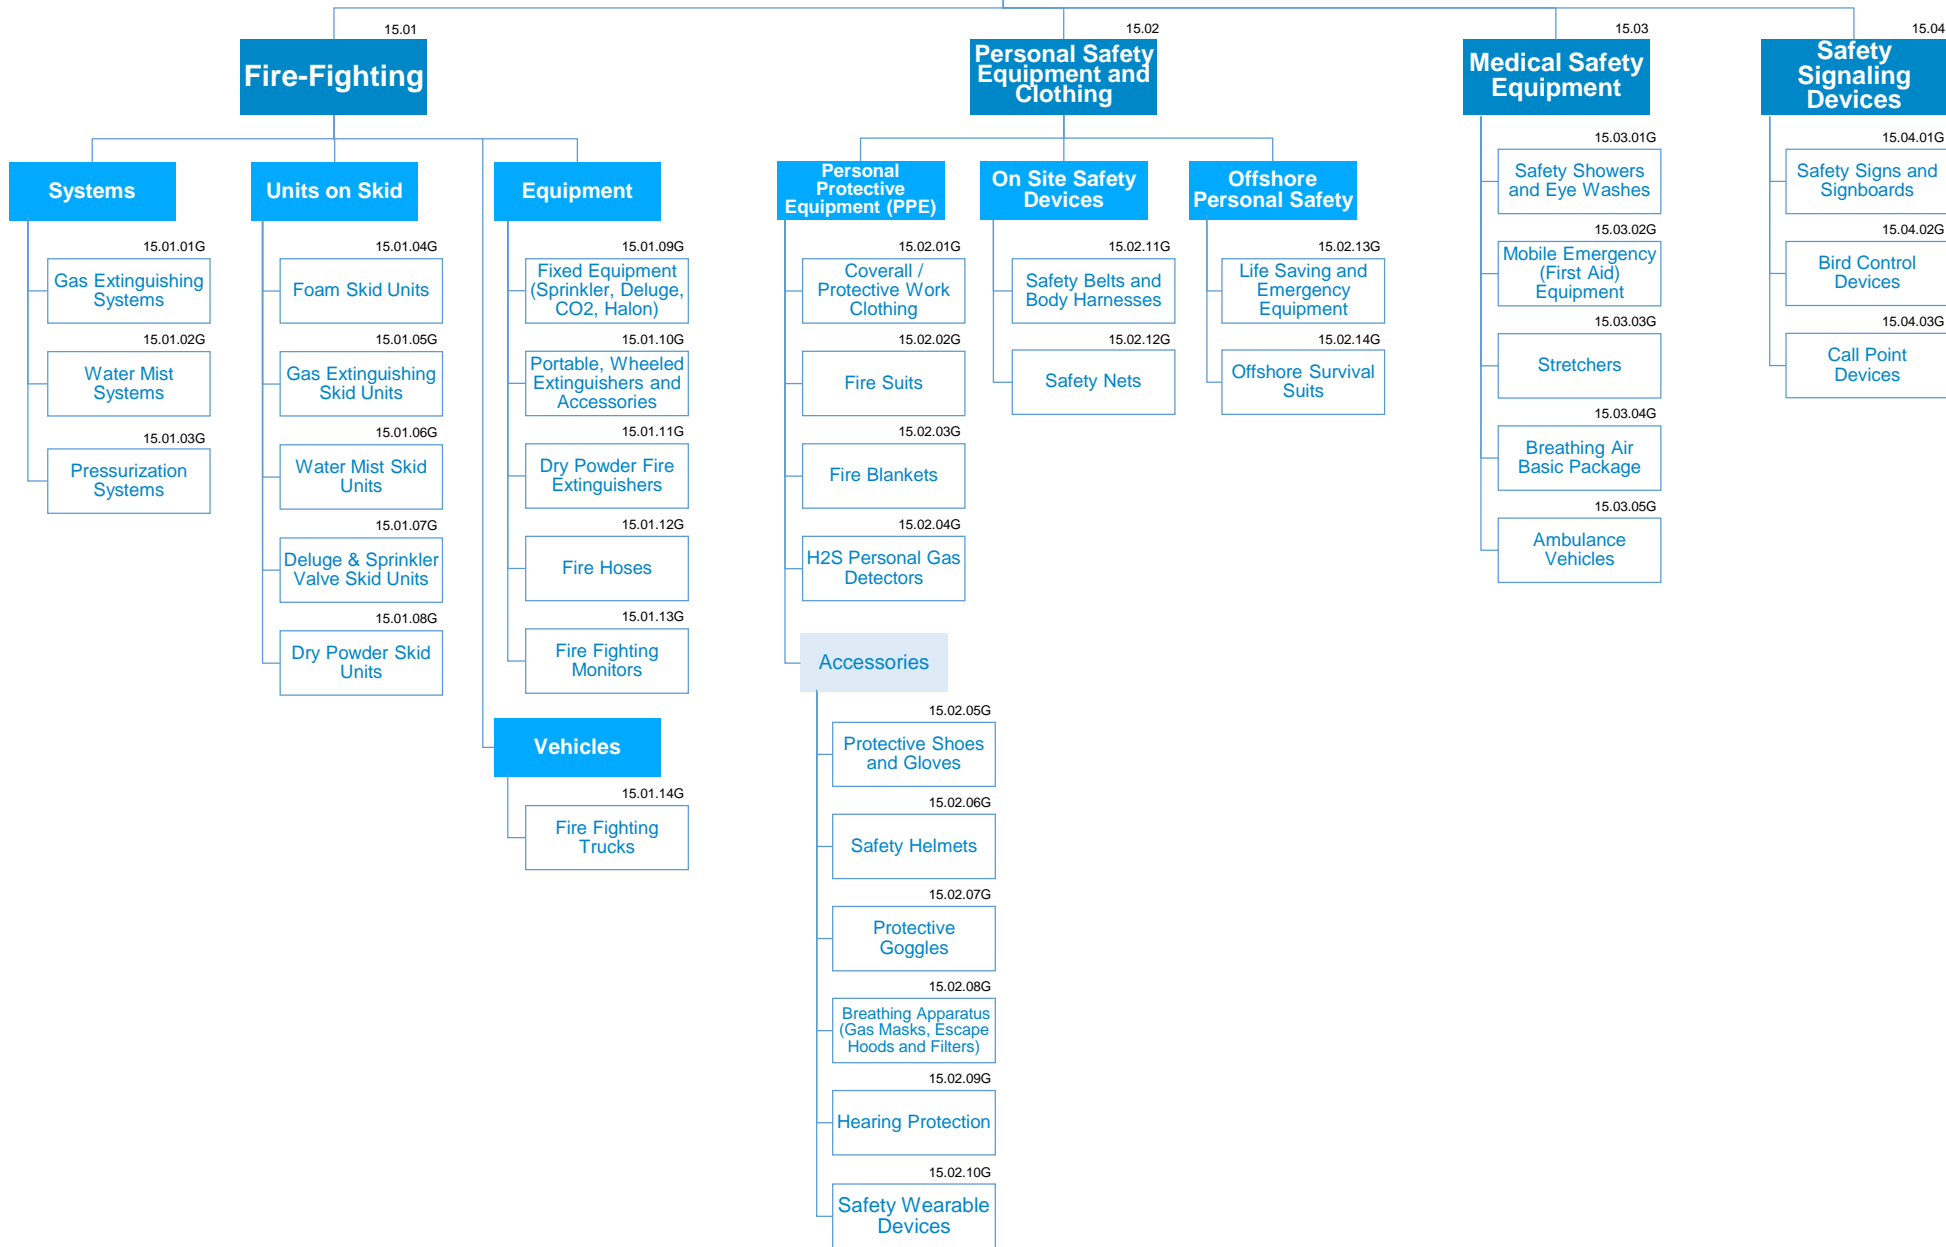 15.01
Fire-Fighting
15.02
Personal Safety
Equipment and
Clothing
15.03
Medical Safety
Equipment
15.04
Safety
Signaling
Devices
Systems
15.01.01G
Gas Extinguishing
Systems
15.01.02G
Water Mist
Systems
15.01.03G
Pressurization
Systems
Units on Skid
15.01.04G
Foam Skid Units
15.01.05G
Gas Extinguishing
Skid Units
15.01.06G
Water Mist Skid
Units
15.01.07G
Deluge & Sprinkler
Valve Skid Units
15.01.08G
Dry Powder Skid
Units
Equipment
15.01.09G
Fixed Equipment
(Sprinkler, Deluge,
CO2, Halon)
15.01.10G
Portable, Wheeled
Extinguishers and
Accessories
15.01.11G
Dry Powder Fire
Extinguishers
15.01.12G
Fire Hoses
15.01.13G
Fire Fighting
Monitors
Vehicles
15.01.14G
Fire Fighting
Trucks
Personal
Protective
Equipment (PPE)
15.02.01G
Coverall /
Protective Work
Clothing
15.02.02G
Fire Suits
15.02.03G
Fire Blankets
15.02.04G
H2S Personal Gas
Detectors
Accessories
15.02.05G
Protective Shoes
and Gloves
15.02.06G
Safety Helmets
15.02.07G
Protective
Goggles
15.02.08G
Breathing Apparatus
(Gas Masks, Escape
Hoods and Filters)
15.02.09G
Hearing Protection
15.02.10G
Safety Wearable
Devices
On Site Safety
Devices
15.02.11G
Safety Belts and
Body Harnesses
15.02.12G
Safety Nets
Offshore
Personal Safety
15.02.13G
Life Saving and
Emergency
Equipment
15.02.14G
Offshore Survival
Suits
15.03.01G
Safety Showers
and Eye Washes
15.03.02G
Mobile Emergency
(First Aid)
Equipment
15.03.03G
Stretchers
15.03.04G
Breathing Air
Basic Package
15.03.05G
Ambulance
Vehicles
15.04.01G
Safety Signs and
Signboards
15.04.02G
Bird Control
Devices
15.04.03G
Call Point
Devices